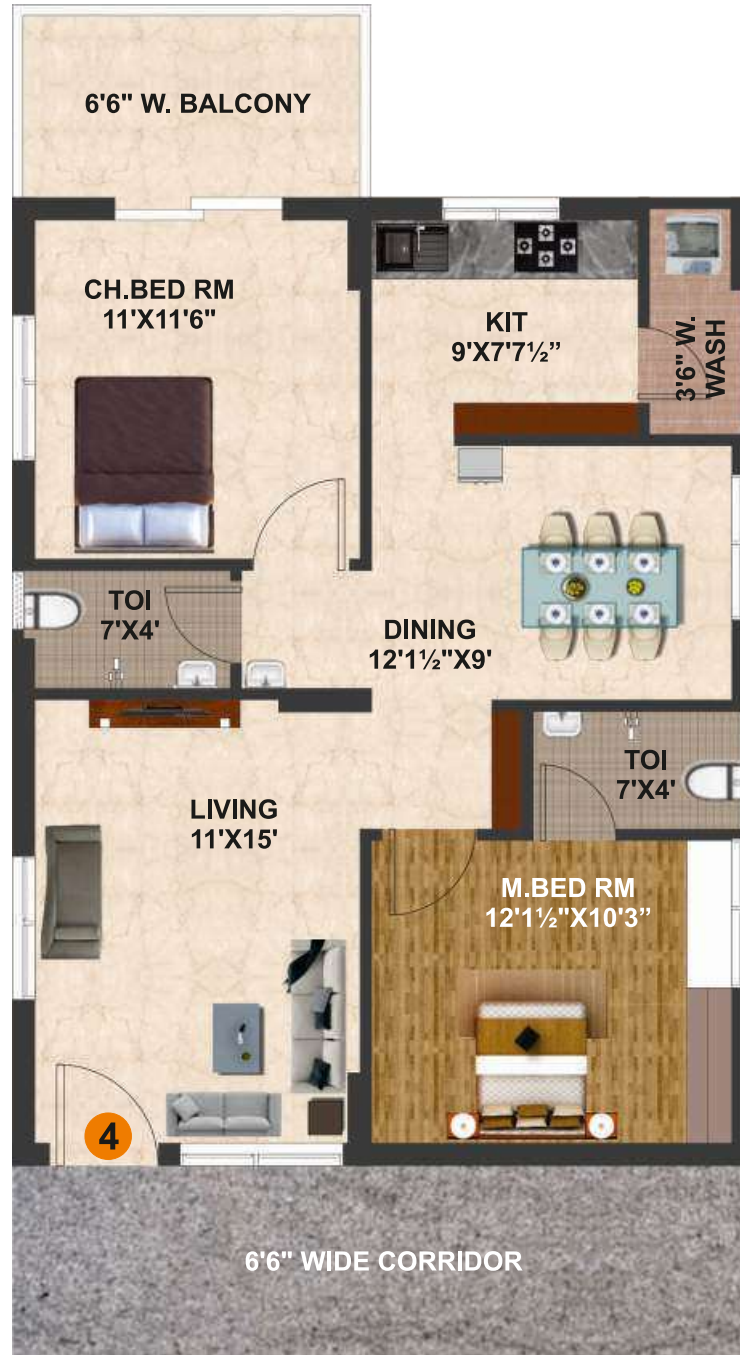 6'6" W. BALCONY
CH.BED RM
11'X11'6"
KIT
9'X7'7½”
3'6" W.
WASH
TOI
7'X4'
DINING
12'1½"X9'
TOI
7'X4'
LIVING
11'X15'
M.BED RM
12'1½"X10'3”
4
6'6" WIDE CORRIDOR